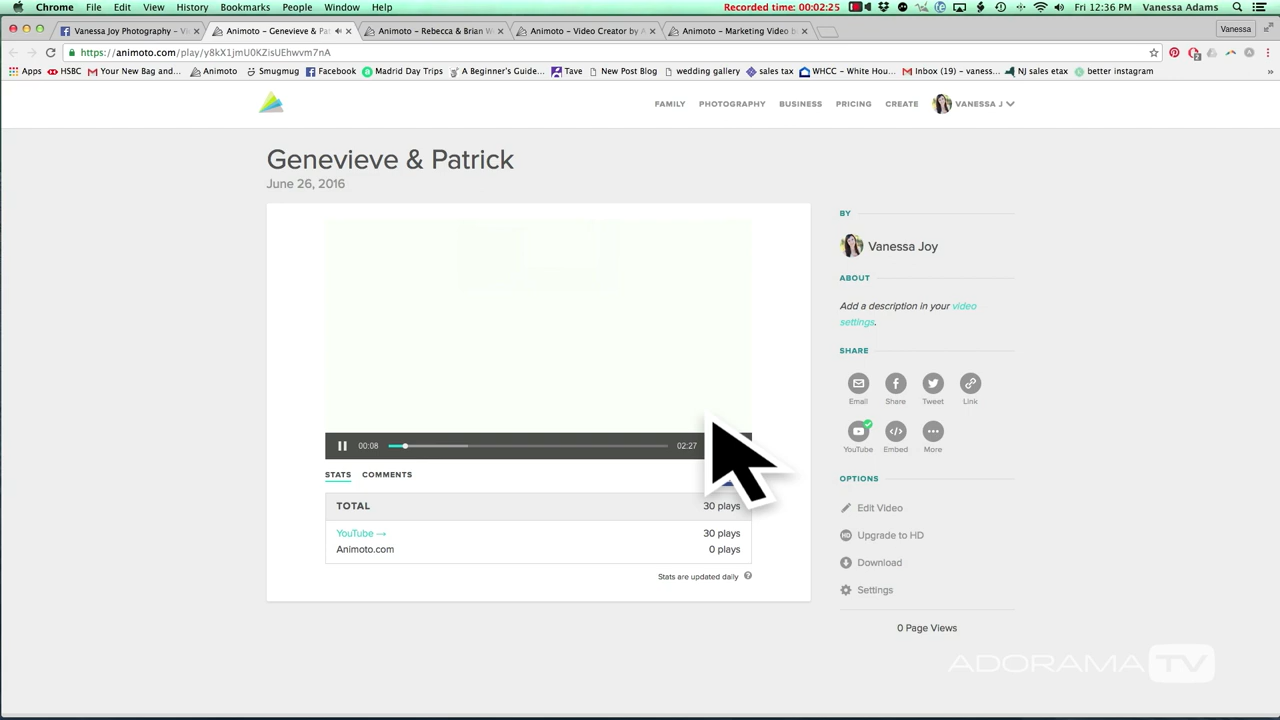 Chrome File Edit View History Bookmarks People Window Help Recorded time: 00:02:25 Fri 12:36 PM Vanessa Adams
Vanessa Joy Photography – Vi Animoto – Genevieve & Pat Animoto – Rebecca & Brian W Animoto – Video Creator by A Animoto – Marketing Video b Vanessa
https://animoto.com/play/y8kX1jmU0KZisUEhwvm7nA
Apps HSBC Your New Bag and... Animoto Smugmug Facebook Madrid Day Trips A Beginner's Guide... Tave New Post Blog wedding gallery sales tax WHCC – White Hou... Inbox (19) – vaness... NJ sales etax better instagram »
FAMILY PHOTOGRAPHY BUSINESS PRICING CREATE VANESSA J
Genevieve & Patrick
June 26, 2016
00:08 02:27
STATS COMMENTS
TOTAL 30 plays
YouTube → 30 plays
Animoto.com 0 plays
Stats are updated daily ?
BY
Vanessa Joy
ABOUT
Add a description in your video
settings.
SHARE
Email Share Tweet Link
YouTube Embed More
OPTIONS
Edit Video
HD Upgrade to HD
Download
Settings
0 Page Views
ADORAMA TV